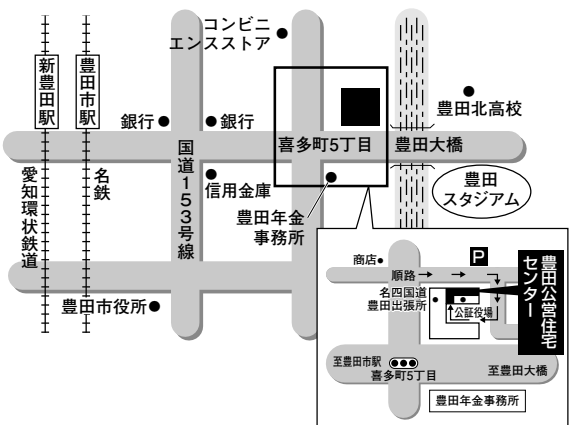 コンビニ
エンスストア
新豊田駅
豊田市駅
銀行
銀行
国道153号線
喜多町5丁目
豊田大橋
豊田北高校
愛知環状鉄道
名鉄
信用金庫
豊田年金
事務所
豊田
スタジアム
豊田市役所
商店
P
順路
名四国道
豊田出張所
公証役場
豊田公営住宅
センター
至豊田市駅
喜多町5丁目
至豊田大橋
豊田年金事務所